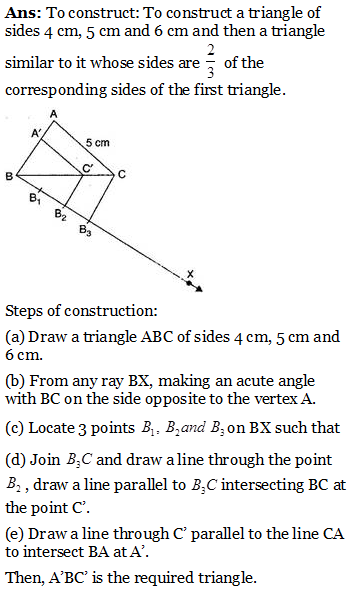 Ans: To construct: To construct a triangle of
sides 4 cm, 5 cm and 6 cm and then a triangle
similar to it whose sides are 2/3 of the
corresponding sides of the first triangle.
A
A'
5 cm
B
C'
C
B₁
B₂
B₃
X
Steps of construction:
(a) Draw a triangle ABC of sides 4 cm, 5 cm and
6 cm.
(b) From any ray BX, making an acute angle
with BC on the side opposite to the vertex A.
(c) Locate 3 points B₁, B₂and B₃ on BX such that
(d) Join B₃C and draw a line through the point
B₂ , draw a line parallel to B₃C intersecting BC at
the point C’.
(e) Draw a line through C’ parallel to the line CA
to intersect BA at A’.
Then, A’BC’ is the required triangle.